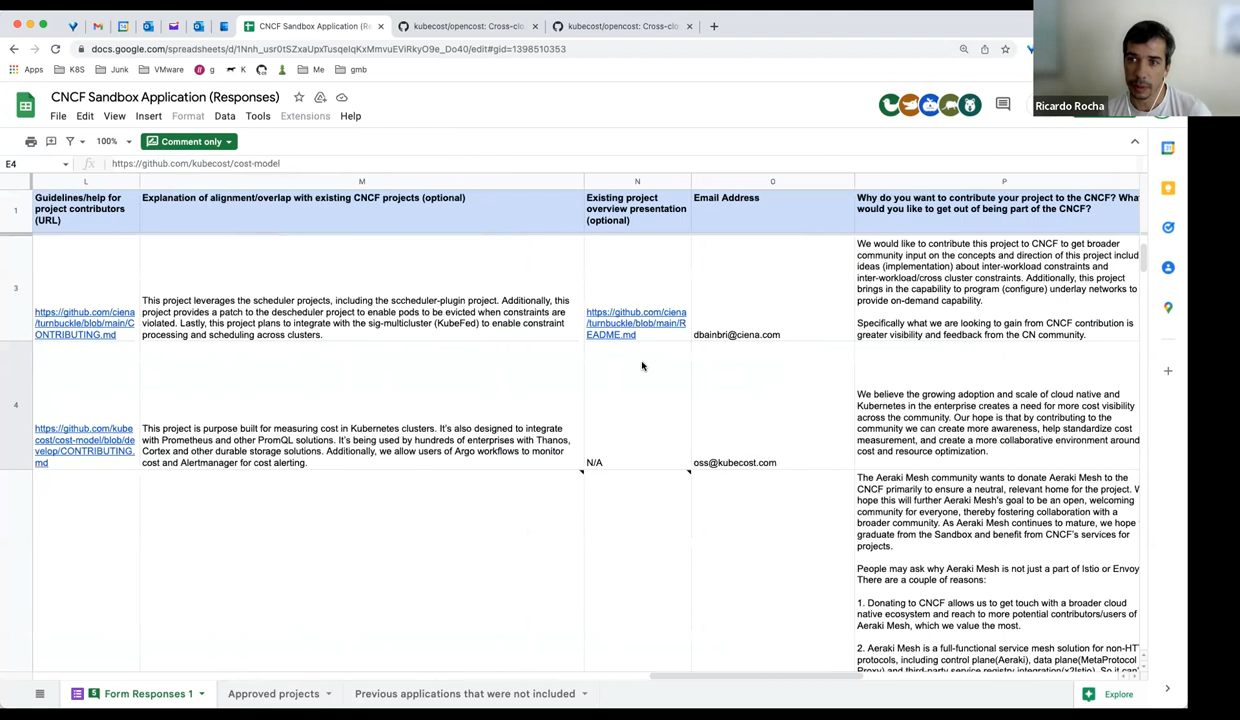 CNCF Sandbox Application (Re
kubecost/opencost: Cross-clo
kubecost/opencost: Cross-clo
docs.google.com/spreadsheets/d/1Nnh_usr0tSZxaUpxTusqeIqKxMmvuEViRkyO9e_Do40/edit#gid=1398510353
Apps
K8S
Junk
VMware
g
K
Me
gmb
Ricardo Rocha
CNCF Sandbox Application (Responses)
File Edit View Insert Format Data Tools Extensions Help
100%
Comment only
E4
https://github.com/kubecost/cost-model
L
M
N
O
P
1
Guidelines/help for
project contributors
(URL)
Explanation of alignment/overlap with existing CNCF projects (optional)
Existing project
overview presentation
(optional)
Email Address
Why do you want to contribute your project to the CNCF? What
would you like to get out of being part of the CNCF?
3
https://github.com/ciena
/turnbuckle/blob/main/C
ONTRIBUTING.md
This project leverages the scheduler projects, including the sccheduler-plugin project. Additionally, this
project provides a patch to the descheduler project to enable pods to be evicted when constraints are
violated. Lastly, this project plans to integrate with the sig-multicluster (KubeFed) to enable constraint
processing and scheduling across clusters.
https://github.com/ciena
/turnbuckle/blob/main/R
EADME.md
dbainbri@ciena.com
We would like to contribute this project to CNCF to get broader
community input on the concepts and direction of this project includ
ideas (implementation) about inter-workload constraints and
inter-workload/cross cluster constraints. Additionally, this project
brings in the capability to program (configure) underlay networks to
provide on-demand capability.
Specifically what we are looking to gain from CNCF contribution is
greater visibility and feedback from the CN community.
4
https://github.com/kube
cost/cost-model/blob/de
velop/CONTRIBUTING.
md
This project is purpose built for measuring cost in Kubernetes clusters. It's also designed to integrate
with Prometheus and other PromQL solutions. It's being used by hundreds of enterprises with Thanos,
Cortex and other durable storage solutions. Additionally, we allow users of Argo workflows to monitor
cost and Alertmanager for cost alerting.
N/A
oss@kubecost.com
We believe the growing adoption and scale of cloud native and
Kubernetes in the enterprise creates a need for more cost visibility
across the community. Our hope is that by contributing to the
community we can create more awareness, help standardize cost
measurement, and create a more collaborative environment around
cost and resource optimization.
The Aeraki Mesh community wants to donate Aeraki Mesh to the
CNCF primarily to ensure a neutral, relevant home for the project. W
hope this will further Aeraki Mesh's goal to be an open, welcoming
community for everyone, thereby fostering collaboration with a
broader community. As Aeraki Mesh continues to mature, we hope
graduate from the Sandbox and benefit from CNCF's services for
projects.
People may ask why Aeraki Mesh is not just a part of Istio or Envoy
There are a couple of reasons:
1. Donating to CNCF allows us to get touch with a broader cloud
native ecosystem and reach to more potential contributors/users of
Aeraki Mesh, which we value the most.
2. Aeraki Mesh is a full-functional service mesh solution for non-HT
protocols, including control plane(Aeraki), data plane(MetaProtocol
Proxy) and third-party service registry integration(x2Istio). So it can'
5 Form Responses 1
Approved projects
Previous applications that were not included
Explore